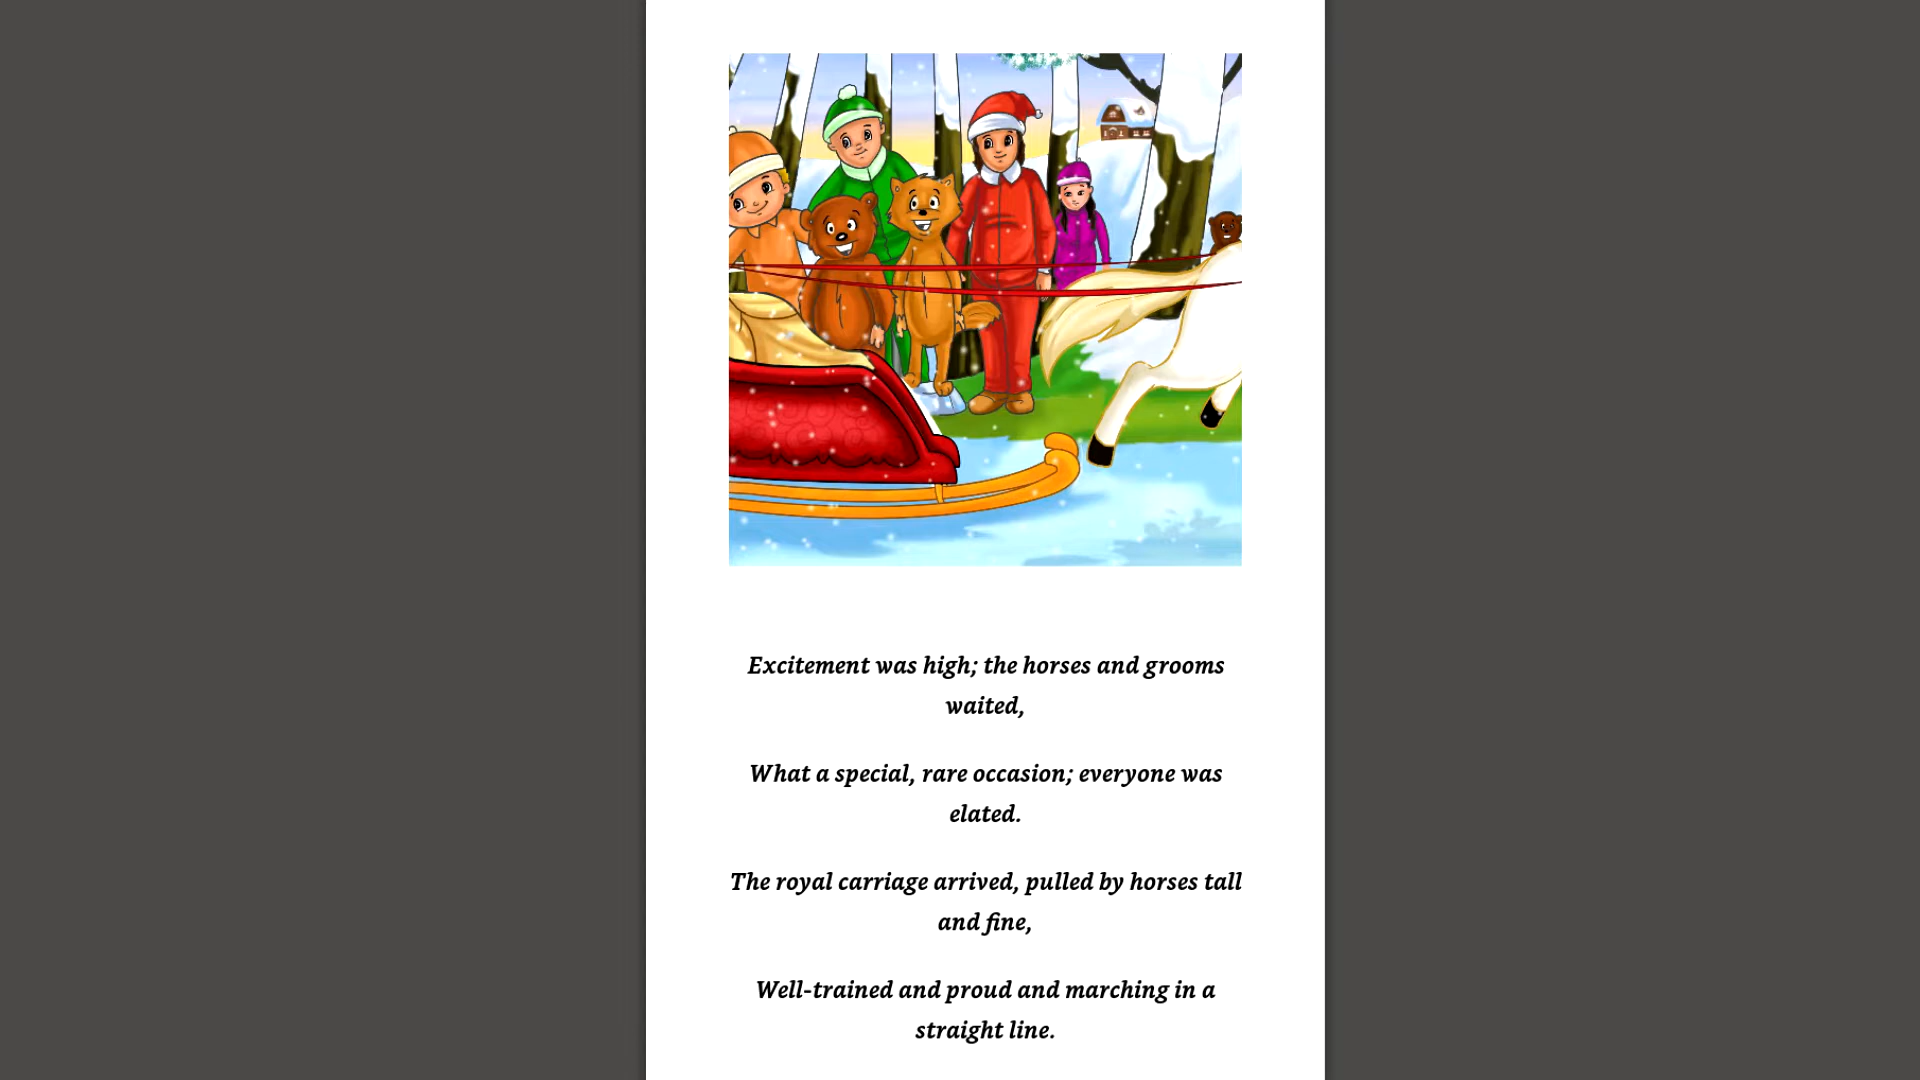 Excitement was high; the horses and grooms
waited,
What a special, rare occasion; everyone was
elated.
The royal carriage arrived, pulled by horses tall
and fine,
Well-trained and proud and marching in a
straight line.